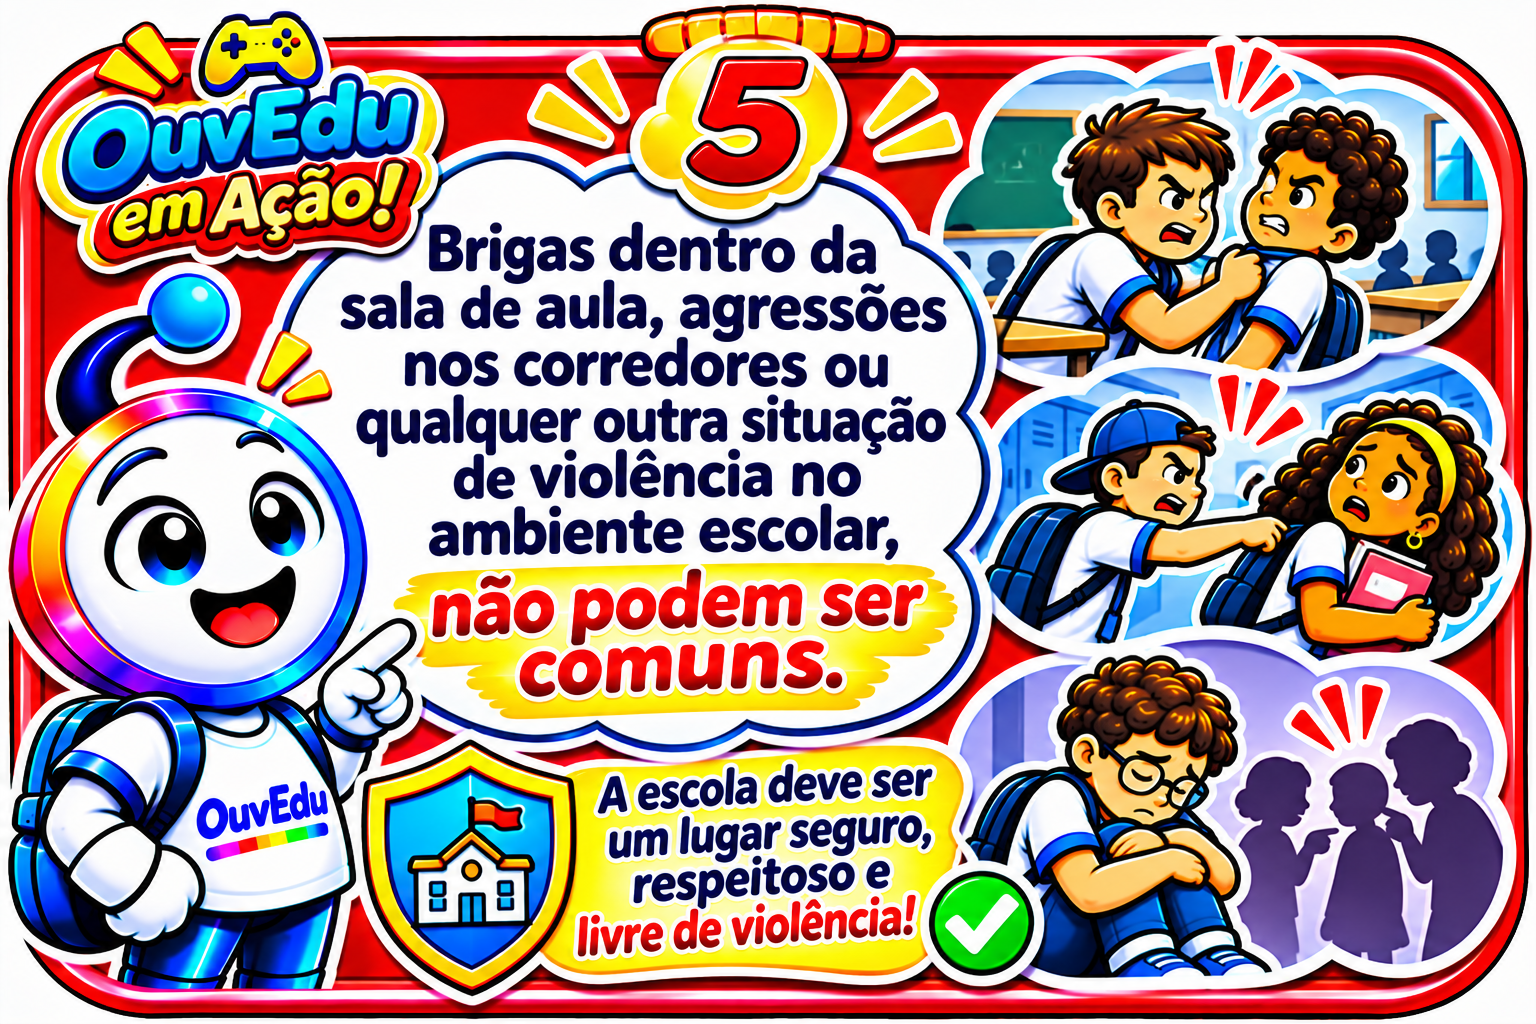 OuvEdu
em Ação!
5
Brigas dentro da
sala de aula, agressões
nos corredores ou
qualquer outra situação
de violência no
ambiente escolar,
não podem ser
comuns.
OuvEdu
A escola deve ser
um lugar seguro,
respeitoso e
livre de violência!